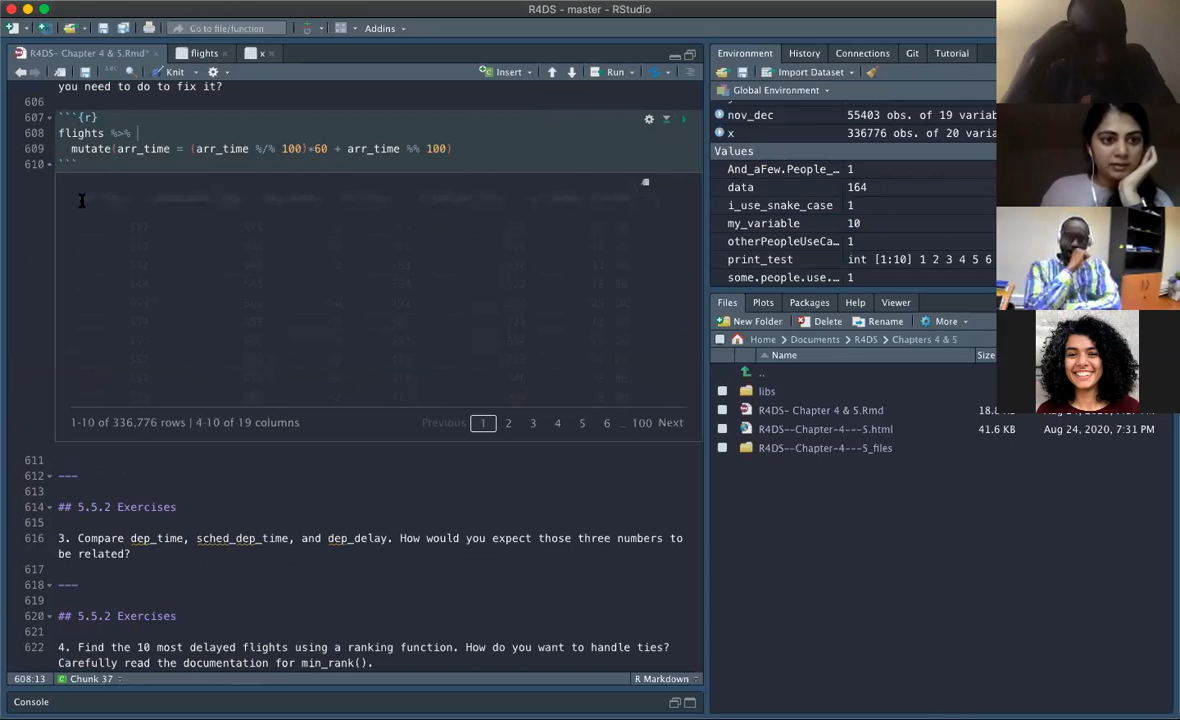 R4DS - master - RStudio
Go to file/function
Addins
R4DS- Chapter 4 & 5.Rmd*
flights
x
Knit
Insert
Run
you need to do to fix it?
606
607 ```{r}
608 flights %>%
609 mutate(arr_time = (arr_time %/% 100)*60 + arr_time %% 100)
610 ```
1-10 of 336,776 rows | 4-10 of 19 columns
Previous 1 2 3 4 5 6 … 100 Next
611
612 ---
613
614 ## 5.5.2 Exercises
615
616 3. Compare dep_time, sched_dep_time, and dep_delay. How would you expect those three numbers to
be related?
617
618 ---
619
620 ## 5.5.2 Exercises
621
622 4. Find the 10 most delayed flights using a ranking function. How do you want to handle ties?
Carefully read the documentation for min_rank().
608:13 Chunk 37 R Markdown
Console
Environment History Connections Git Tutorial
Import Dataset
Global Environment
nov_dec 55403 obs. of 19 variable
x 336776 obs. of 20 variab
Values
And_aFew.People_… 1
data 164
i_use_snake_case 1
my_variable 10
otherPeopleUseCa… 1
print_test int [1:10] 1 2 3 4 5 6
some.people.use.… 1
Files Plots Packages Help Viewer
New Folder Delete Rename More
Home Documents R4DS Chapters 4 & 5
Name Size
..
libs
R4DS- Chapter 4 & 5.Rmd
R4DS--Chapter-4---5.html 41.6 KB Aug 24, 2020, 7:31 PM
R4DS--Chapter-4---5_files